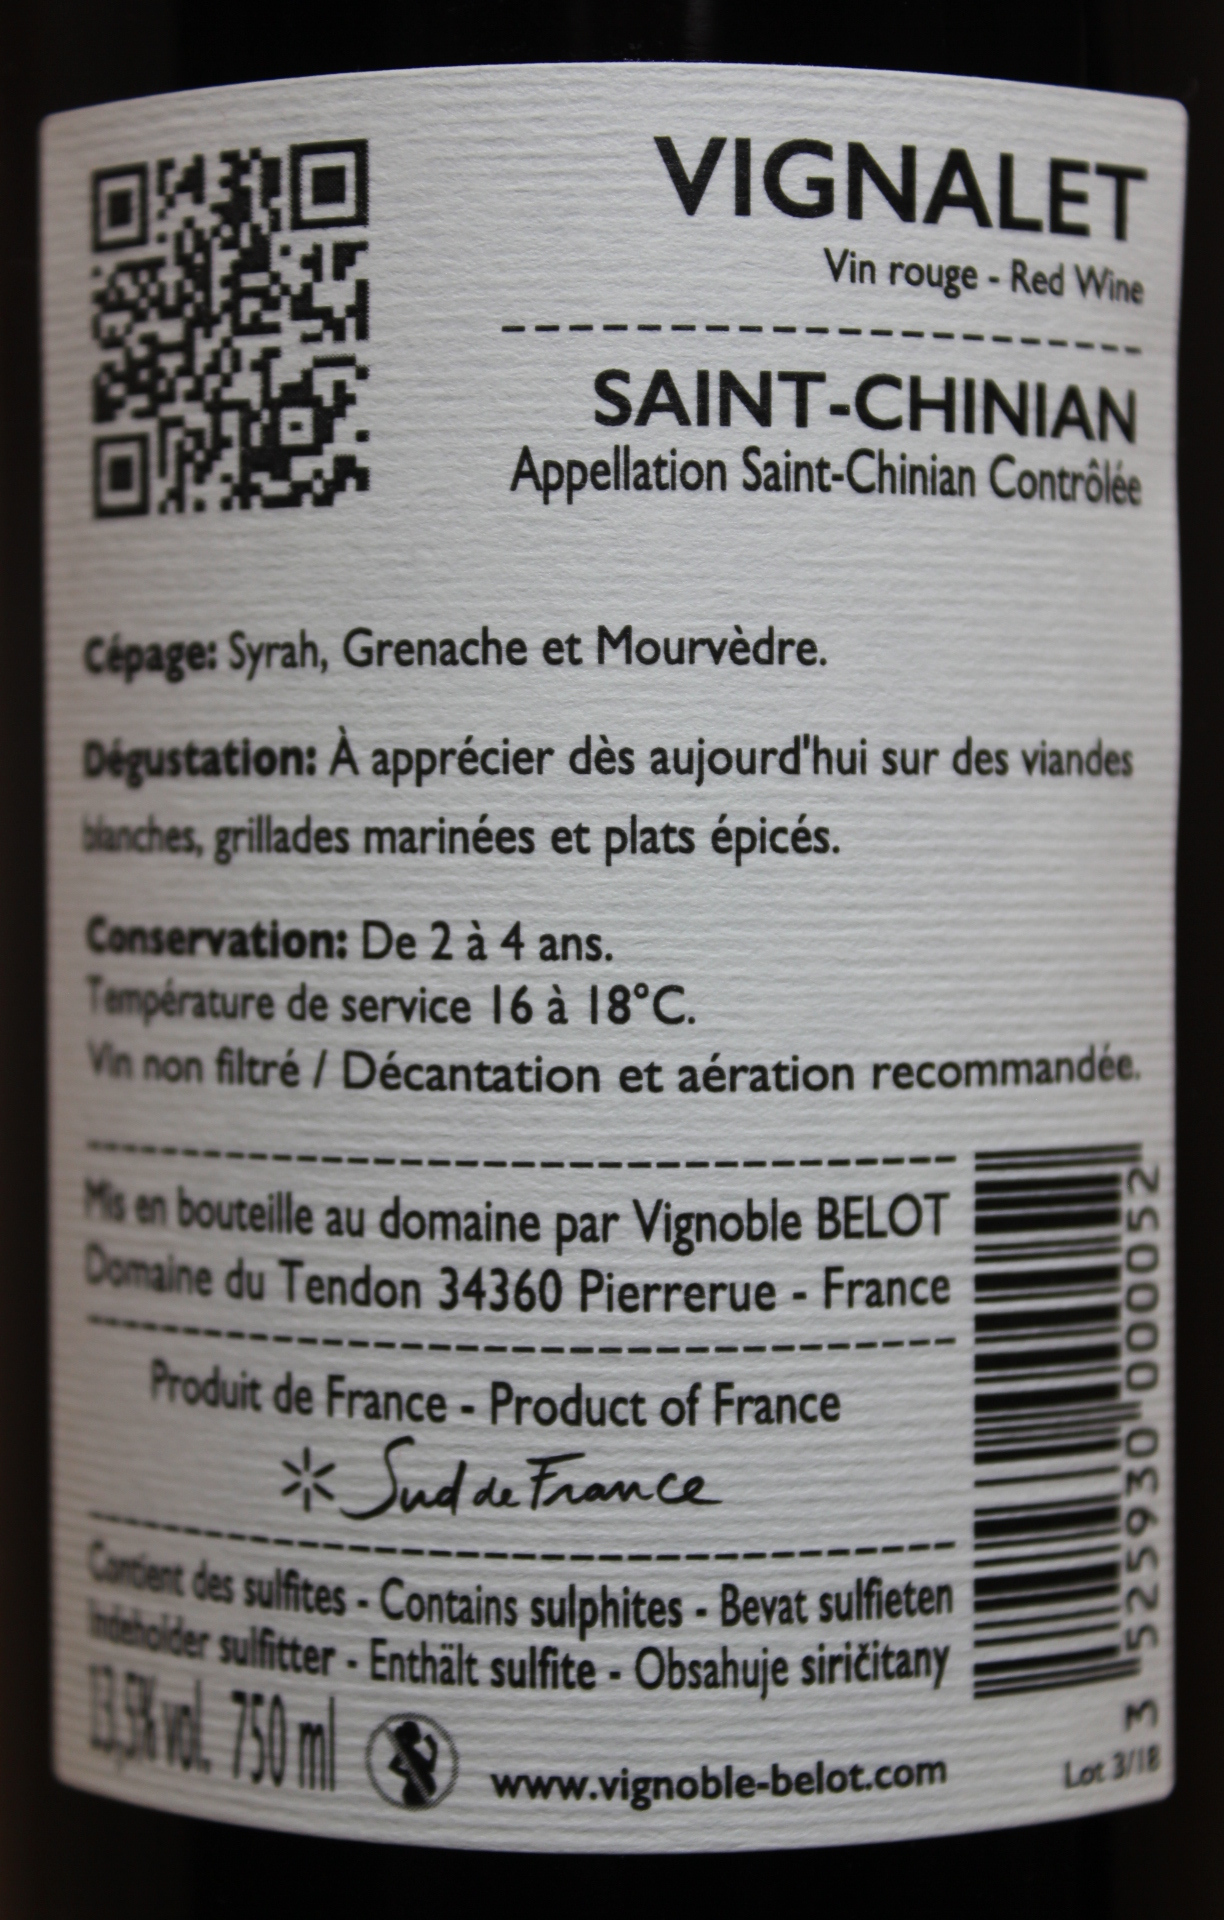 VIGNALET
Vin rouge - Red Wine
SAINT-CHINIAN
Appellation Saint-Chinian Contrôlée
Cépage: Syrah, Grenache et Mourvèdre.
Dégustation: À apprécier dès aujourd'hui sur des viandes
blanches, grillades marinées et plats épicés.
Conservation: De 2 à 4 ans.
Température de service 16 à 18°C.
Vin non filtré / Décantation et aération recommandée.
Mis en bouteille au domaine par Vignoble BELOT
Domaine du Tendon 34360 Pierrerue - France
Produit de France - Product of France
Sud de France
Contient des sulfites - Contains sulphites - Bevat sulfieten
Indeholder sulfitter - Enthält sulfite - Obsahuje siričitany
13,5% vol. 750 ml
www.vignoble-belot.com
3 525930 000052
Lot 3/18